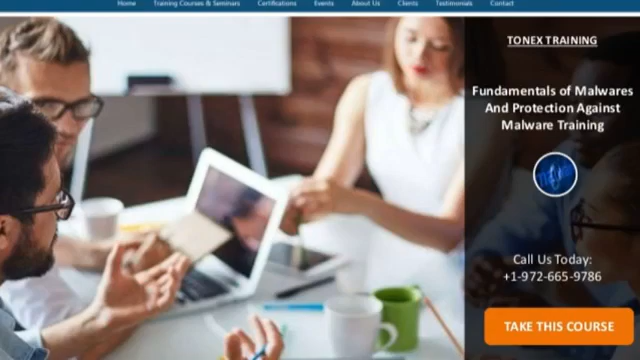 Home Training Courses & Seminars Certifications Events About Us Clients Testimonials Contact
TONEX TRAINING
Fundamentals of Malwares
And Protection Against
Malware Training
Call Us Today:
+1-972-665-9786
TAKE THIS COURSE